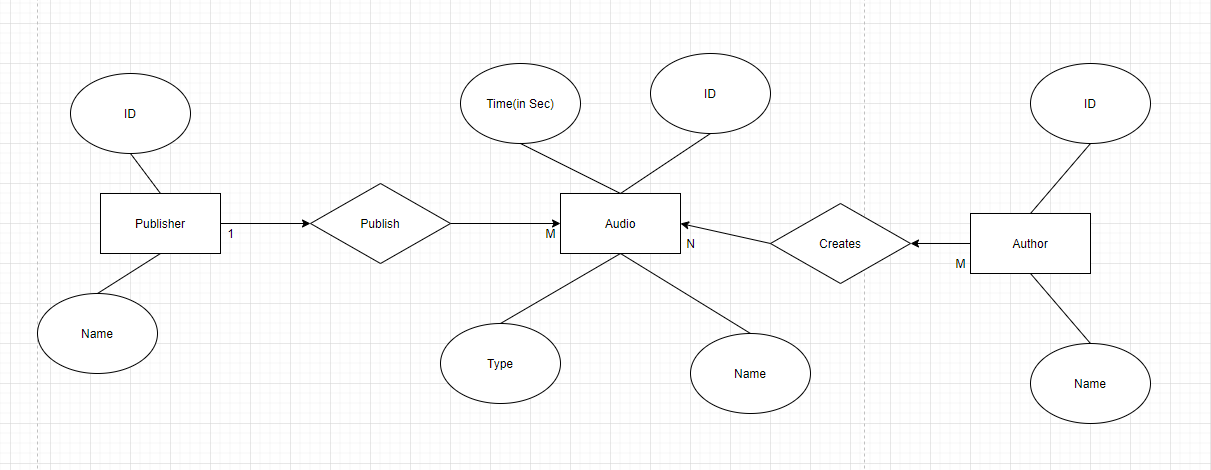 Time(in Sec)
ID
ID
ID
Publisher
Publish
Audio
Creates
Author
1
M
N
M
Name
Type
Name
Name